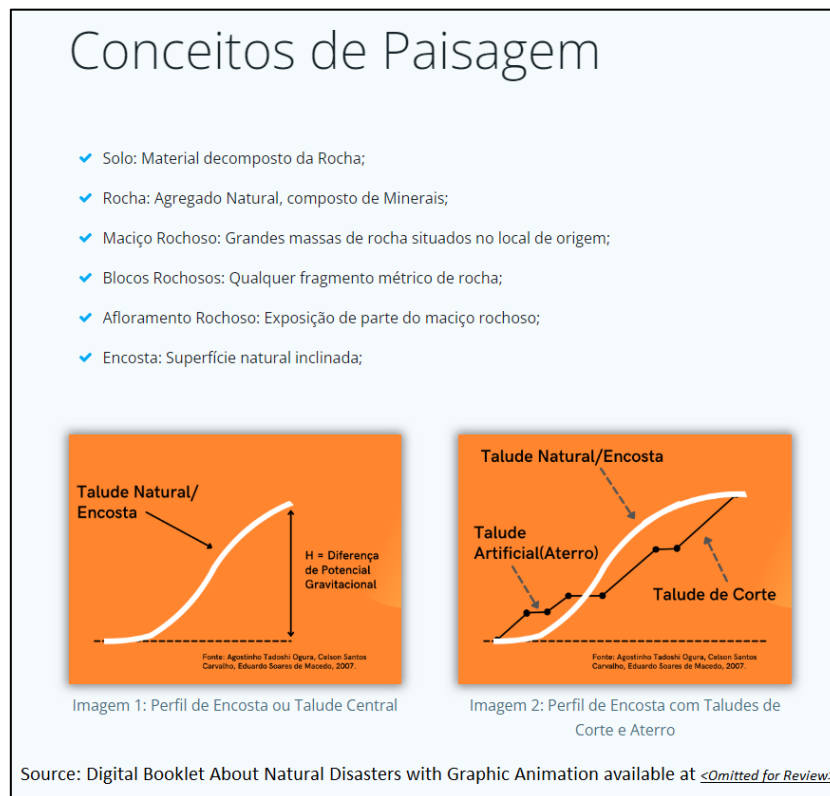 Conceitos de Paisagem
Solo: Material decomposto da Rocha;
Rocha: Agregado Natural, composto de Minerais;
Maciço Rochoso: Grandes massas de rocha situados no local de origem;
Blocos Rochosos: Qualquer fragmento métrico de rocha;
Afloramento Rochoso: Exposição de parte do maciço rochoso;
Encosta: Superfície natural inclinada;
Talude Natural/
Encosta
H = Diferença
de Potencial
Gravitacional
Fonte: Agostinho Tadoshi Ogura, Celson Santos
Carvalho, Eduardo Soares de Macedo, 2007.
Imagem 1: Perfil de Encosta ou Talude Central
Talude Natural/Encosta
Talude
Artificial(Aterro)
Talude de Corte
Fonte: Agostinho Tadoshi Ogura, Celson Santos
Carvalho, Eduardo Soares de Macedo, 2007.
Imagem 2: Perfil de Encosta com Taludes de
Corte e Aterro
Source: Digital Booklet About Natural Disasters with Graphic Animation available at <Omitted for Review>